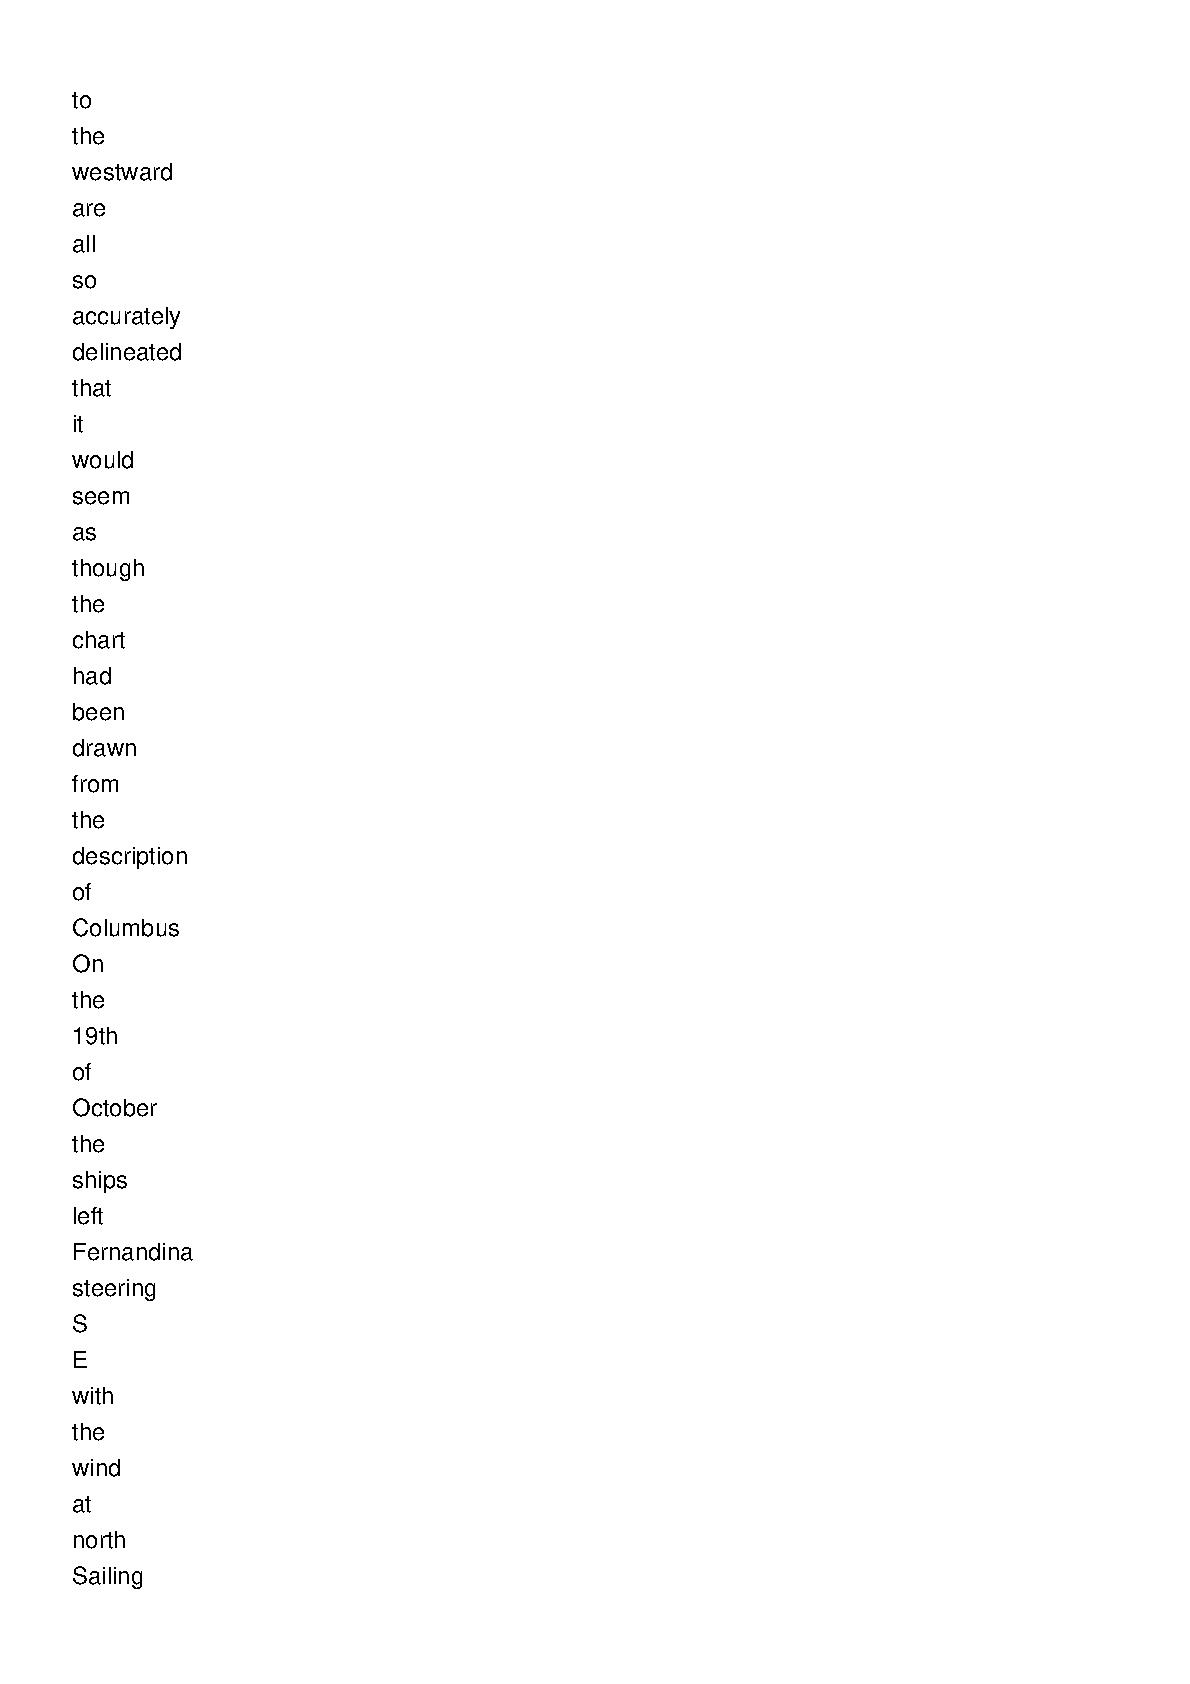 to
the
westward
are
all
so
accurately
delineated
that
it
would
seem
as
though
the
chart
had
been
drawn
from
the
description
of
Columbus
On
the
19th
of
October
the
ships
left
Fernandina
steering
S
E
with
the
wind
at
north
Sailing